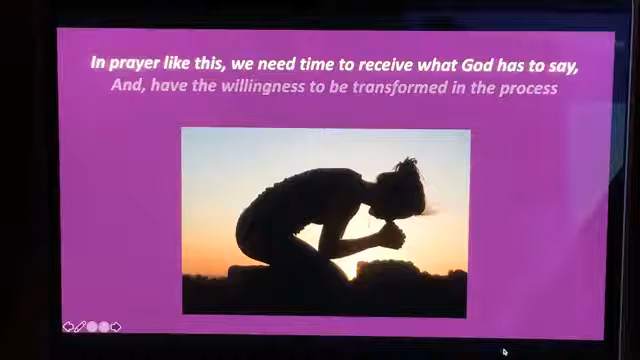 In prayer like this, we need time to receive what God has to say,
And, have the willingness to be transformed in the process